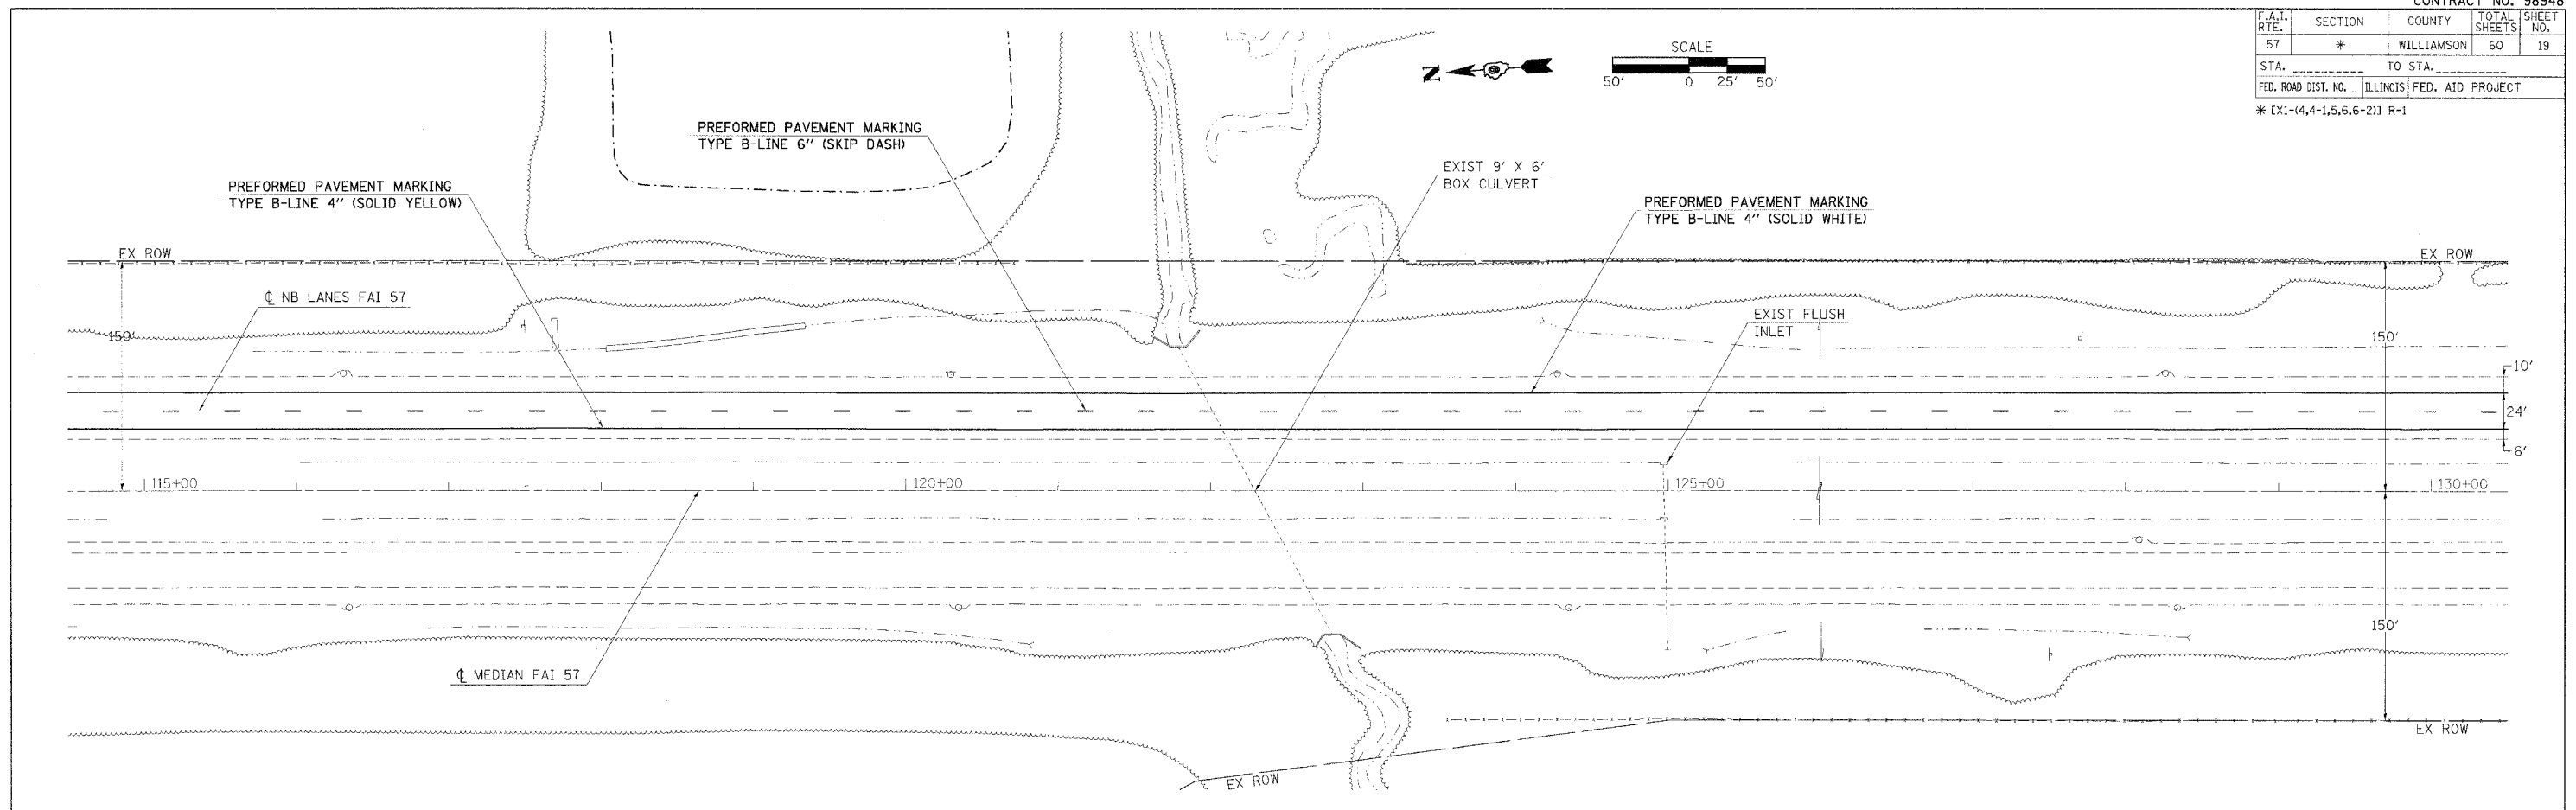 CONTRACT NO. 98948
F.A.I. RTE. SECTION COUNTY TOTAL SHEETS SHEET NO.
57 * WILLIAMSON 60 19
STA. __________ TO STA. __________
FED. ROAD DIST. NO. _ ILLINOIS FED. AID PROJECT
* [X1-(4,4-1,5,6,6-2)] R-1
SCALE
50' 0 25' 50'
N
PREFORMED PAVEMENT MARKING
TYPE B-LINE 6" (SKIP DASH)
EXIST 9' X 6'
BOX CULVERT
PREFORMED PAVEMENT MARKING
TYPE B-LINE 4" (SOLID YELLOW)
PREFORMED PAVEMENT MARKING
TYPE B-LINE 4" (SOLID WHITE)
EX ROW
EX ROW
℄ NB LANES FAI 57
EXIST FLUSH
INLET
150'
150'
10'
24'
6'
115+00
120+00
125+00
130+00
150'
℄ MEDIAN FAI 57
EX ROW
EX ROW